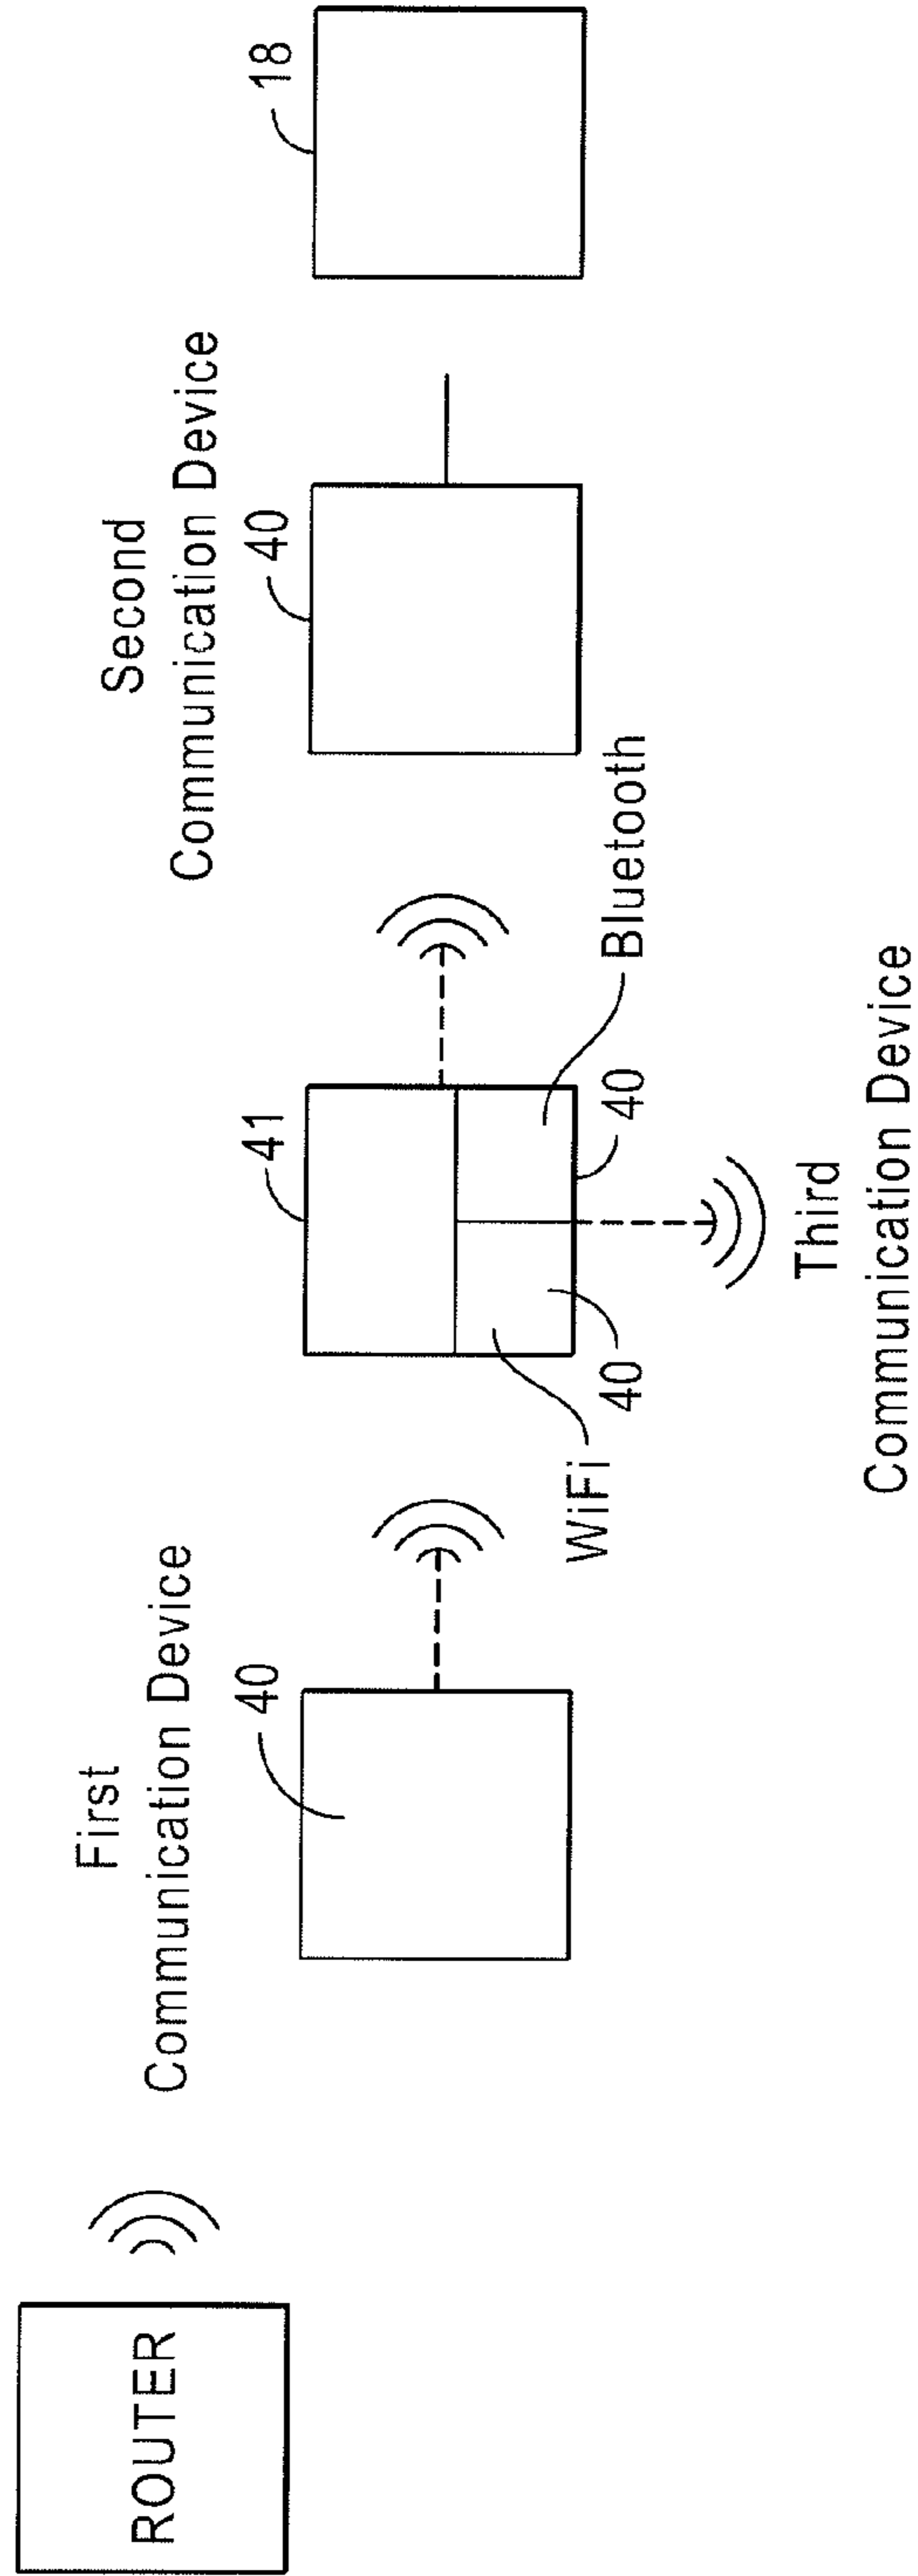 ROUTER
First
Communication Device
40
WiFi
40
41
40
Bluetooth
Third
Communication Device
Second
Communication Device
40
18